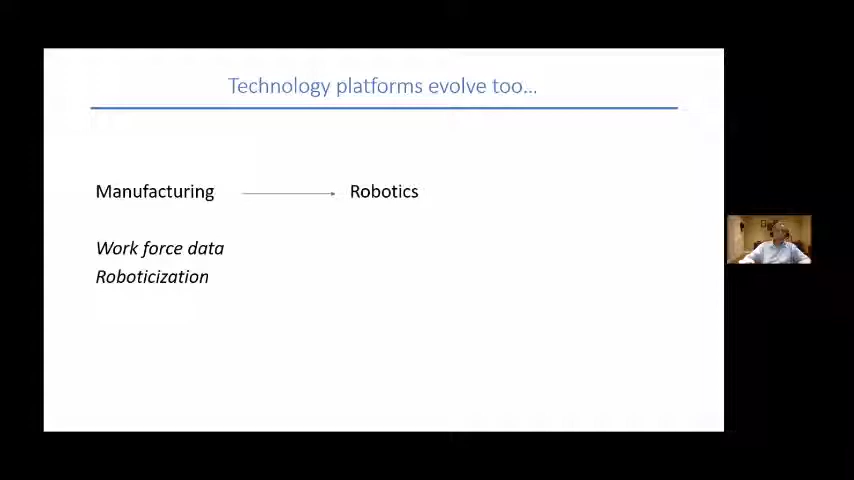 Technology platforms evolve too...
Manufacturing
Robotics
Work force data
Roboticization